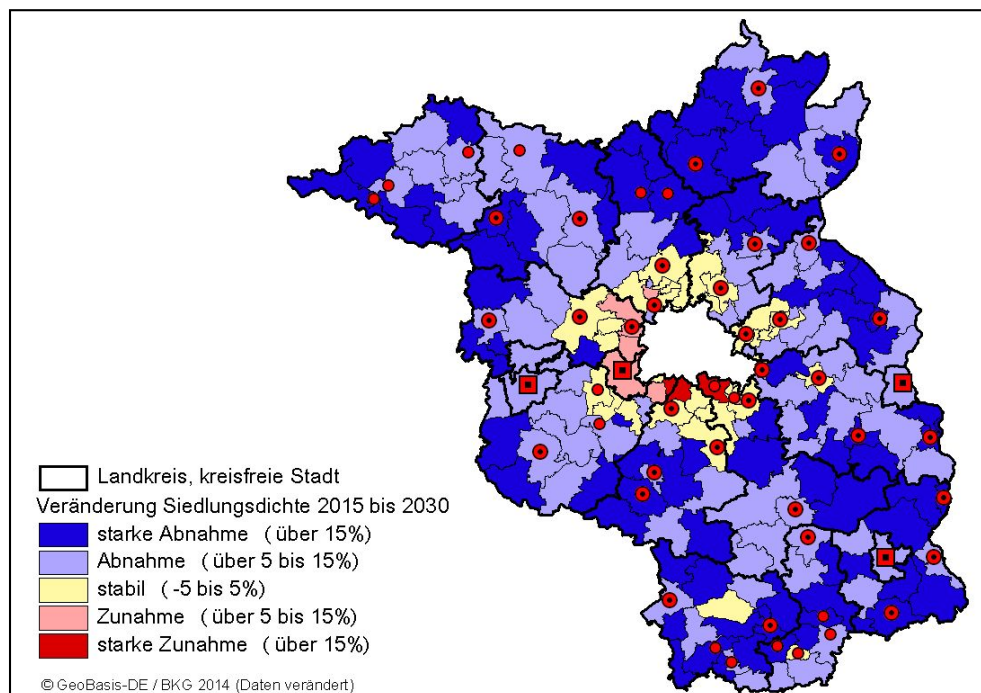 Landkreis, kreisfreie Stadt
Veränderung Siedlungsdichte 2015 bis 2030
starke Abnahme (über 15%)
Abnahme (über 5 bis 15%)
stabil (-5 bis 5%)
Zunahme (über 5 bis 15%)
starke Zunahme (über 15%)
© GeoBasis-DE / BKG 2014 (Daten verändert)